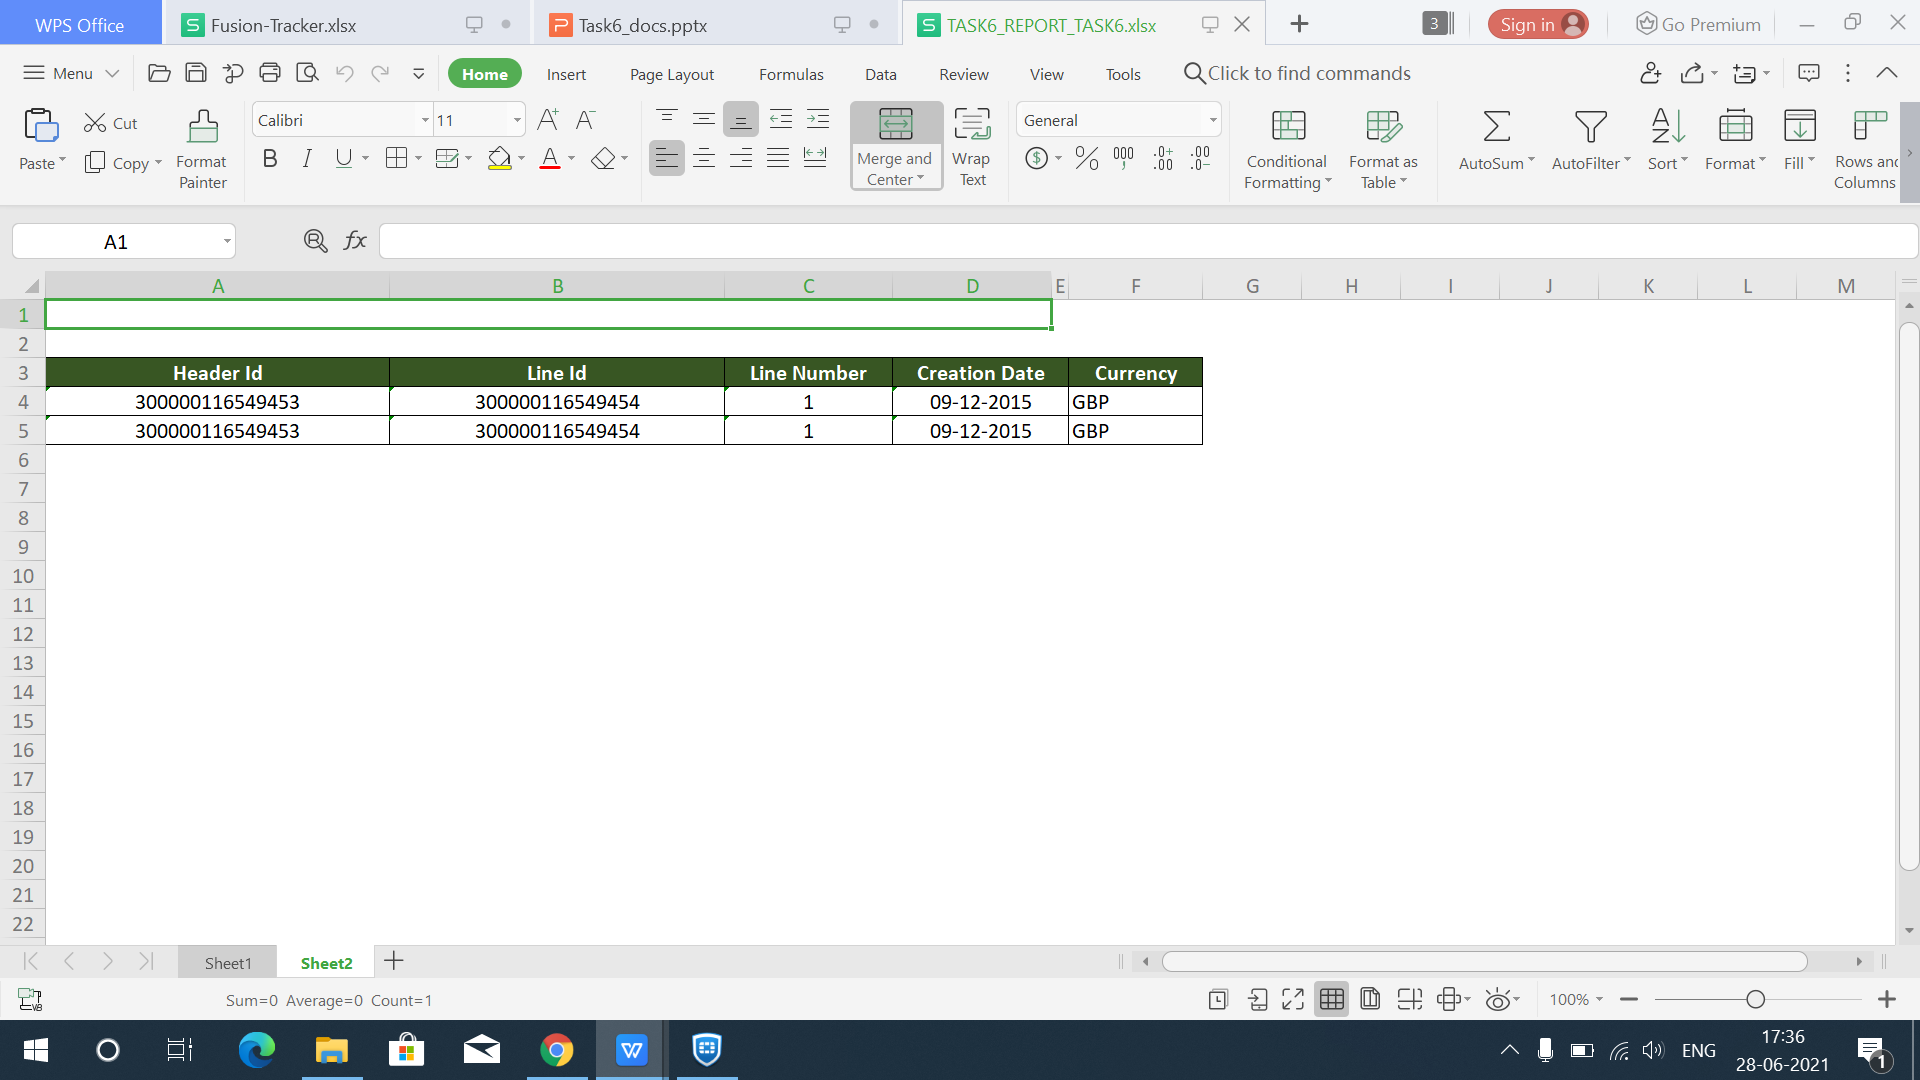 WPS Office
S Fusion-Tracker.xlsx
P Task6_docs.pptx
S TASK6_REPORT_TASK6.xlsx
3
Sign in
Go Premium
Menu
Home Insert Page Layout Formulas Data Review View Tools
Click to find commands
Paste
Cut
Copy
Format Painter
Calibri 11
A+ A-
B I U A
Merge and Center
Wrap Text
General
Conditional Formatting
Format as Table
AutoSum AutoFilter Sort Format Fill
Rows and Columns
A1
fx
A B C D E F G H I J K L M
1
2
3 Header Id Line Id Line Number Creation Date Currency
4 300000116549453 300000116549454 1 09-12-2015 GBP
5 300000116549453 300000116549454 1 09-12-2015 GBP
6
7
8
9
10
11
12
13
14
15
16
17
18
19
20
21
22
Sheet1 Sheet2
Sum=0 Average=0 Count=1
100%
ENG
17:36
28-06-2021
1